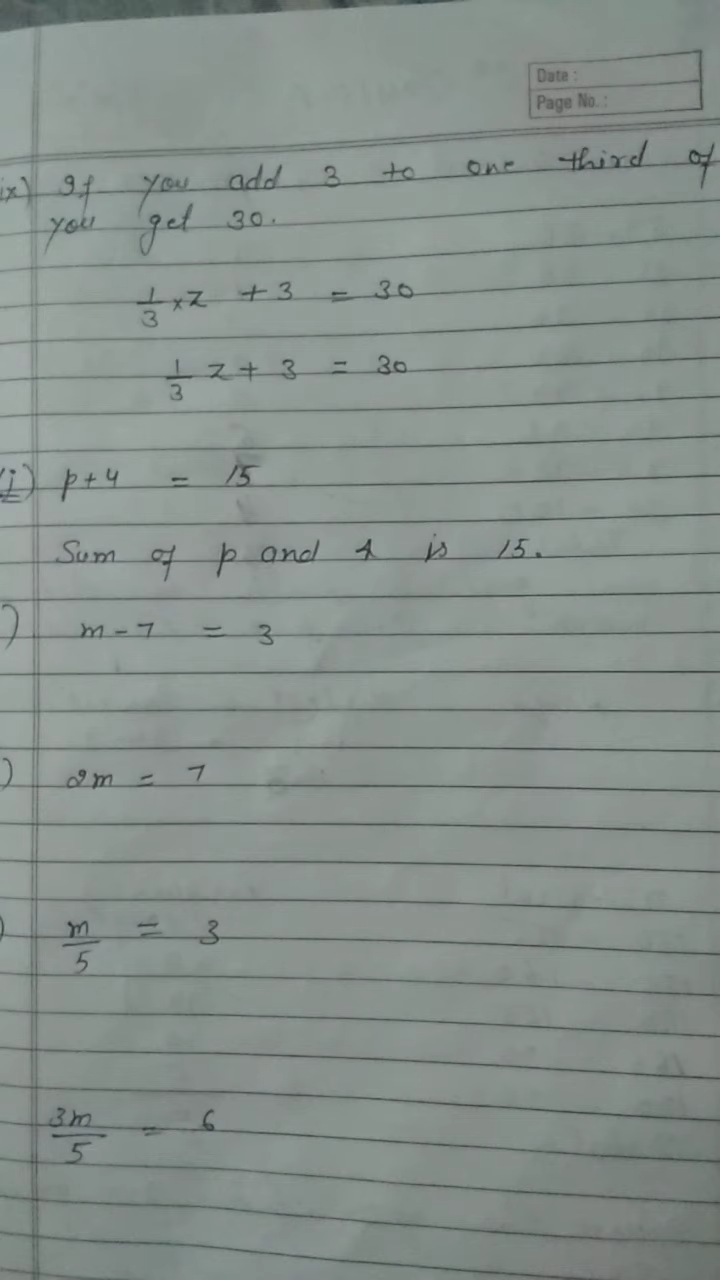 Date :
Page No. :
ix) If you add 3 to one third of
you get 30.
1/3 × z + 3 = 30
1/3 z + 3 = 30
(i) p + 4 = 15
Sum of p and 4 is 15.
) m - 7 = 3
) 2m = 7
) m/5 = 3
3m/5 = 6